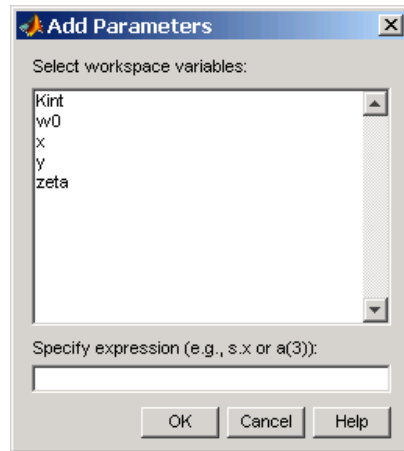 Add Parameters
Select workspace variables:
Kint
w0
x
y
zeta
Specify expression (e.g., s.x or a(3)):
OK Cancel Help